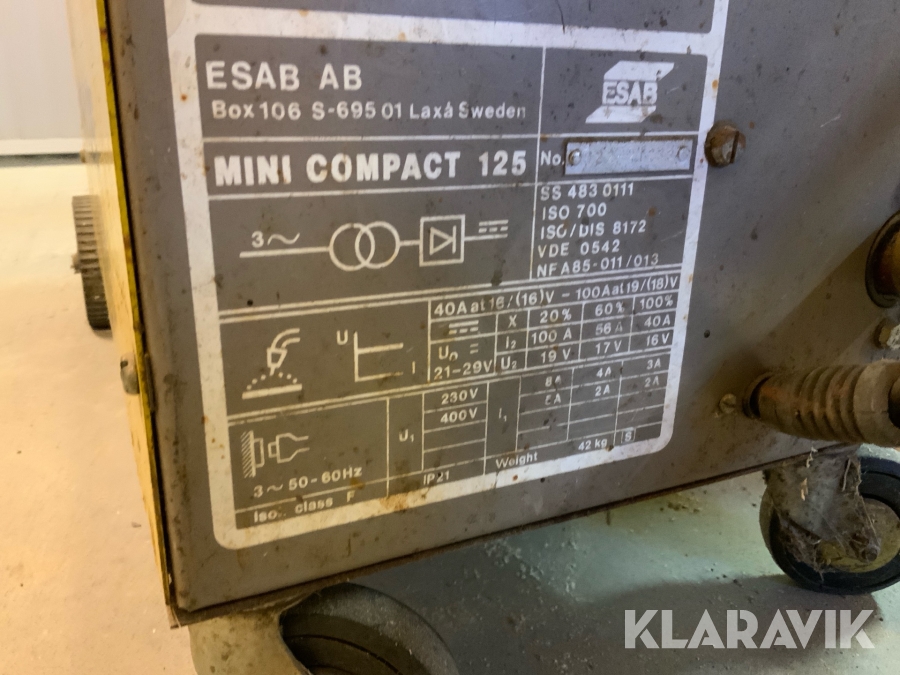 ESAB AB
Box 106 S-695 01 Laxå Sweden
ESAB
MINI COMPACT 125
No.
SS 483 0111
ISO 700
ISO/DIS 8172
VDE 0542
NF A85-011/013
3~
40A at 16/(16)V - 100A at 19/(18)V
X 20% 60% 100%
I2 100 A 56 A 40A
U0 = 21-29V U2 19 V 17V 16V
U I
U1 230V I1 8A 4A 3A
400V 2A 2A
3~50-60Hz
Iso. class F
IP21
Weight 42 kg S
KLARAVIK